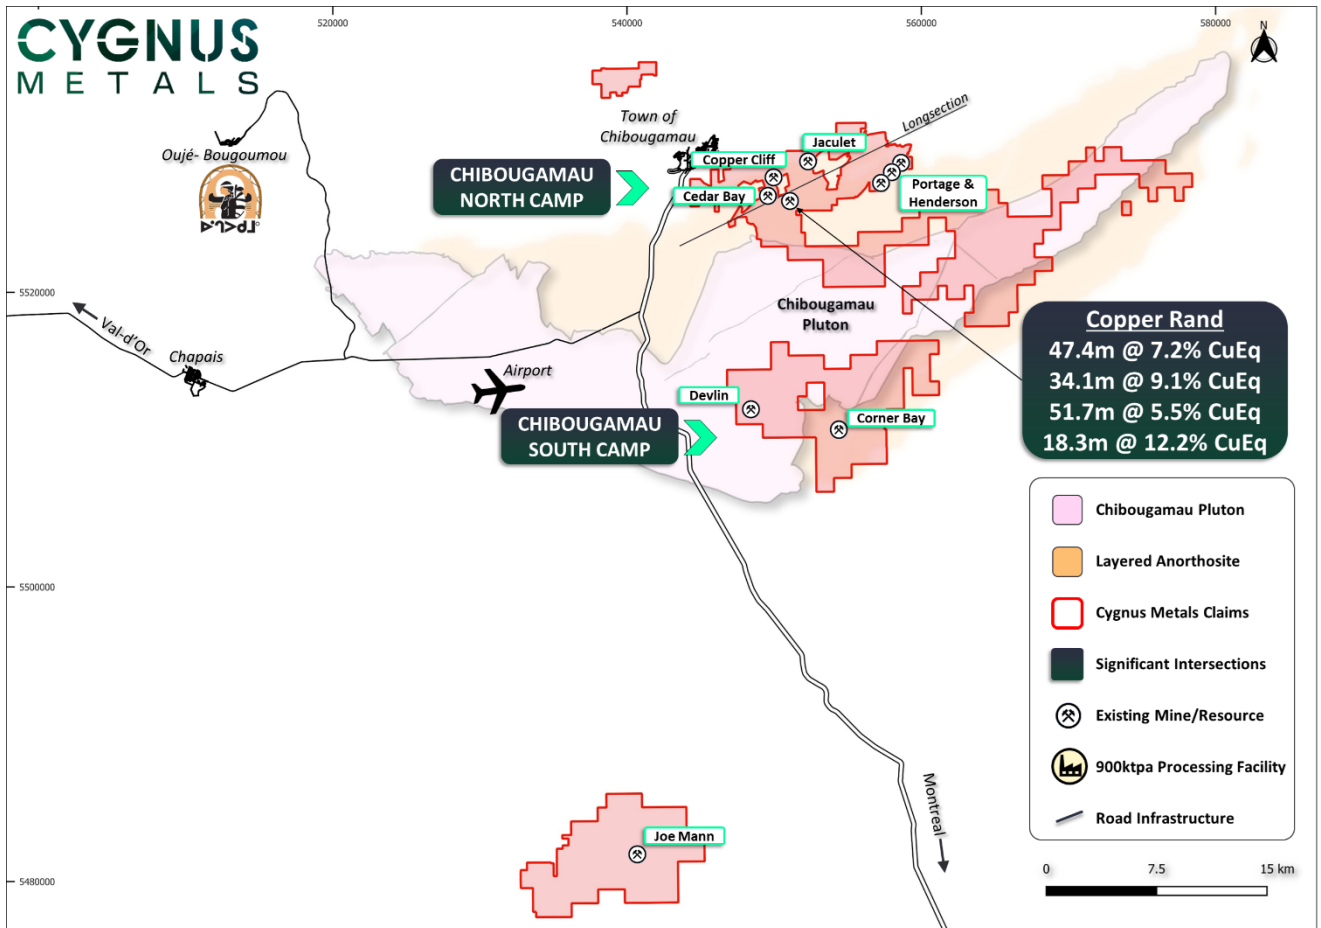 520000
540000
560000
580000
CYGNUS
METALS
N
Town of
Chibougamau
Longsection
Oujé- Bougoumou
Jaculet
Copper Cliff
CHIBOUGAMAU
NORTH CAMP
Cedar Bay
Portage &
Henderson
5520000
Chibougamau
Pluton
Val-d'Or
Chapais
Airport
Copper Rand
47.4m @ 7.2% CuEq
34.1m @ 9.1% CuEq
51.7m @ 5.5% CuEq
18.3m @ 12.2% CuEq
Devlin
Corner Bay
CHIBOUGAMAU
SOUTH CAMP
Chibougamau Pluton
Layered Anorthosite
Cygnus Metals Claims
Significant Intersections
Existing Mine/Resource
900ktpa Processing Facility
Road Infrastructure
5500000
Montreal
Joe Mann
5480000
0
7.5
15 km